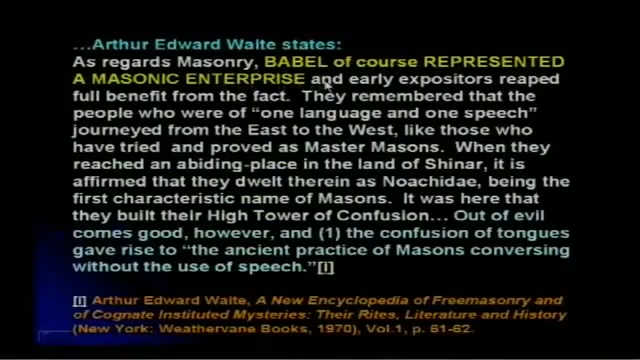 …Arthur Edward Waite states:
As regards Masonry, BABEL of course REPRESENTED
A MASONIC ENTERPRISE and early expositors reaped
full benefit from the fact.  They remembered that the
people who were of "one language and one speech"
journeyed from the East to the West, like those who
have tried  and proved as Master Masons.  When they
reached an abiding-place in the land of Shinar, it is
affirmed that they dwelt therein as Noachidae, being the
first characteristic name of Masons.  It was here that
they built their High Tower of Confusion… Out of evil
comes good, however, and (1) the confusion of tongues
gave rise to "the ancient practice of Masons conversing
without the use of speech."[i]
[i] Arthur Edward Waite, A New Encyclopedia of Freemasonry and
of Cognate Instituted Mysteries: Their Rites, Literature and History
(New York: Weathervane Books, 1970), Vol.1, p. 61-62.